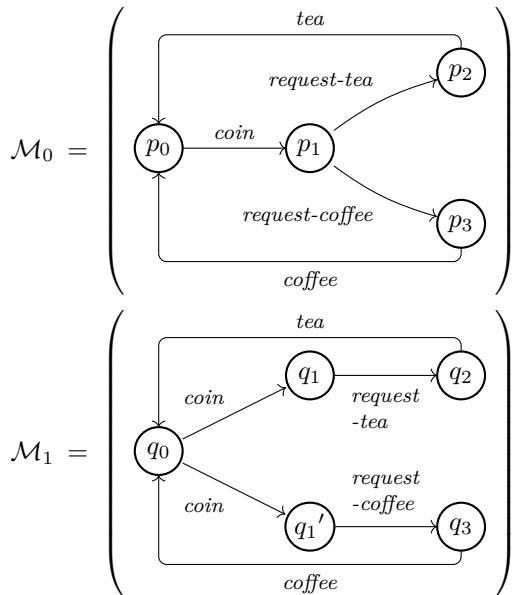 tea
request-tea
p₂
ℳ₀ =
p₀
coin
p₁
request-coffee
p₃
coffee
tea
coin
q₁
request
-tea
q₂
ℳ₁ =
q₀
coin
q₁′
request
-coffee
q₃
coffee